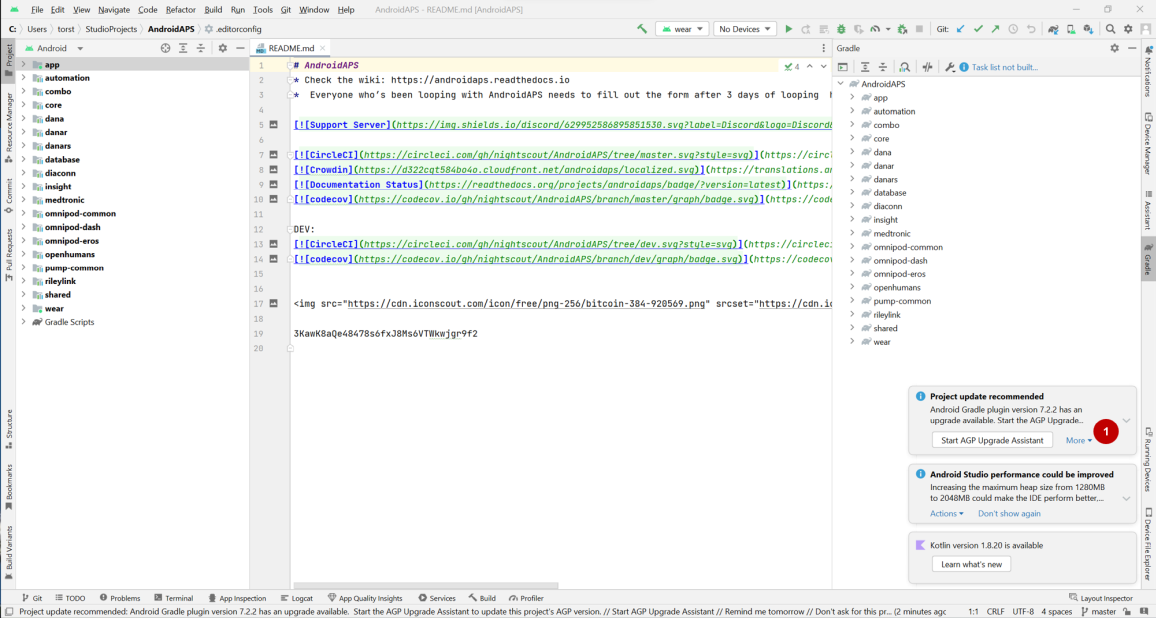 File Edit View Navigate Code Refactor Build Run Tools Git Window Help AndroidAPS - README.md [AndroidAPS]
C: Users torst StudioProjects AndroidAPS .editorconfig wear No Devices Git:
Android README.md Gradle
Project
Resource Manager
Commit
Pull Requests
Structure
Bookmarks
Build Variants
app
automation
combo
core
dana
danar
danars
database
diaconn
insight
medtronic
omnipod-common
omnipod-dash
omnipod-eros
openhumans
pump-common
rileylink
shared
wear
Gradle Scripts
1 # AndroidAPS 4
2 * Check the wiki: https://androidaps.readthedocs.io
3 * Everyone who's been looping with AndroidAPS needs to fill out the form after 3 days of looping
4
5 [![Support Server](https://img.shields.io/discord/629952586895851530.svg?label=Discord&logo=Discord&
6
7 [![CircleCI](https://circleci.com/gh/nightscout/AndroidAPS/tree/master.svg?style=svg)](https://circl
8 [![Crowdin](https://d322cqt584bo4o.cloudfront.net/androidaps/localized.svg)](https://translations.an
9 [![Documentation Status](https://readthedocs.org/projects/androidaps/badge/?version=latest)](https:/
10 [![codecov](https://codecov.io/gh/nightscout/AndroidAPS/branch/master/graph/badge.svg)](https://code
11
12 DEV:
13 [![CircleCI](https://circleci.com/gh/nightscout/AndroidAPS/tree/dev.svg?style=svg)](https://circleci
14 [![codecov](https://codecov.io/gh/nightscout/AndroidAPS/branch/dev/graph/badge.svg)](https://codecov
15
16
17 <img src="https://cdn.iconscout.com/icon/free/png-256/bitcoin-384-920569.png" srcset="https://cdn.ic
18
19 3KawK8aQe48478s6fxJ8Ms6VTWkwjgr9f2
20
Task list not built...
AndroidAPS
app
automation
combo
core
dana
danar
danars
database
diaconn
insight
medtronic
omnipod-common
omnipod-dash
omnipod-eros
openhumans
pump-common
rileylink
shared
wear
Notifications
Device Manager
Assistant
Gradle
Running Devices
Device File Explorer
Project update recommended
Android Gradle plugin version 7.2.2 has an
upgrade available. Start the AGP Upgrade...
Start AGP Upgrade Assistant More 1
Android Studio performance could be improved
Increasing the maximum heap size from 1280MB
to 2048MB could make the IDE perform better....
Actions Don't show again
Kotlin version 1.8.20 is available
Learn what's new
Git TODO Problems Terminal App Inspection Logcat App Quality Insights Services Build Profiler Layout Inspector
Project update recommended: Android Gradle plugin version 7.2.2 has an upgrade available. Start the AGP Upgrade Assistant to update this project's AGP version. // Start AGP Upgrade Assistant // Remind me tomorrow // Don't ask for this pr... (2 minutes agc 1:1 CRLF UTF-8 4 spaces master